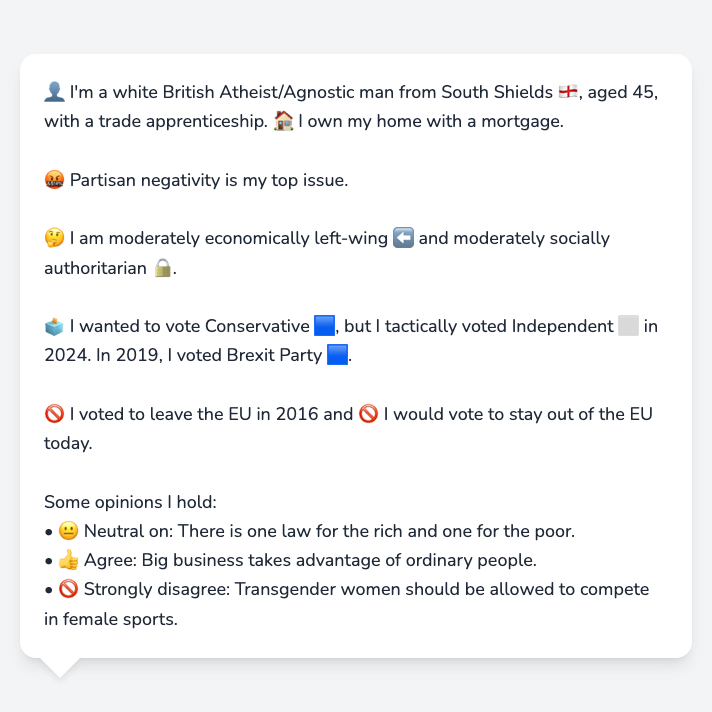 👤 I'm a white British Atheist/Agnostic man from South Shields 🏴󠁧󠁢󠁥󠁮󠁧󠁿, aged 45,
with a trade apprenticeship. 🏠 I own my home with a mortgage.
🤬 Partisan negativity is my top issue.
🤔 I am moderately economically left-wing ⬅️ and moderately socially
authoritarian 🔒.
🗳️ I wanted to vote Conservative 🟦, but I tactically voted Independent ⬜ in
2024. In 2019, I voted Brexit Party 🟦.
🚫 I voted to leave the EU in 2016 and 🚫 I would vote to stay out of the EU
today.
Some opinions I hold:
• 😐 Neutral on: There is one law for the rich and one for the poor.
• 👍 Agree: Big business takes advantage of ordinary people.
• 🚫 Strongly disagree: Transgender women should be allowed to compete
in female sports.